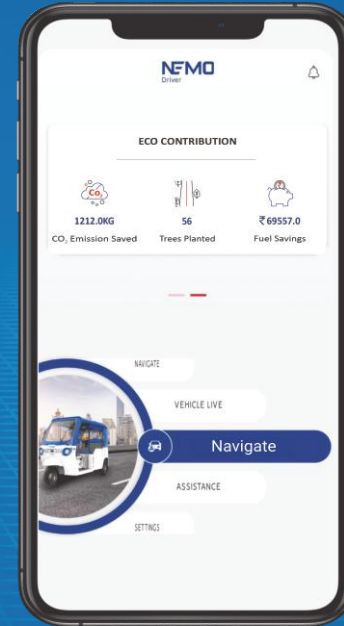 NEMO
Driver
ECO CONTRIBUTION
CO₂
1212.0KG
56
₹69557.0
CO₂ Emission Saved
Trees Planted
Fuel Savings
NAVIGATE
VEHICLE LIVE
Navigate
ASSISTANCE
SETTINGS